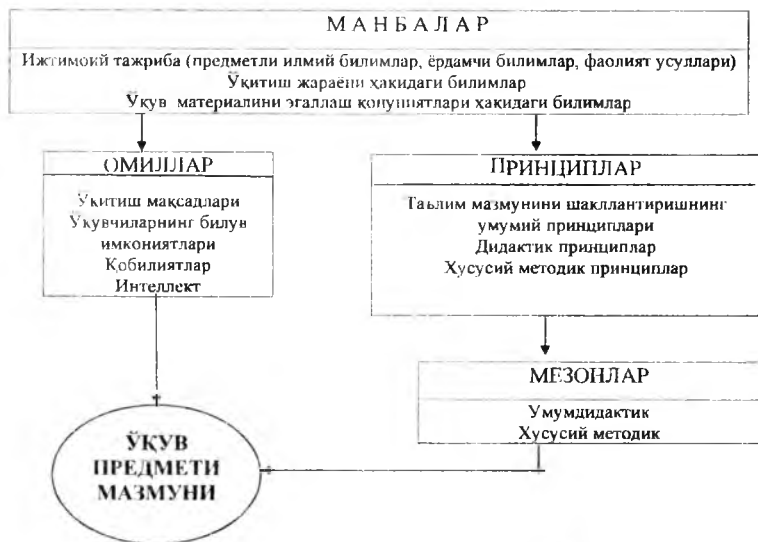 МАНБАЛАР
Ижтимоий тажриба (предметли илмий билимлар, ёрдамчи билимлар, фаолият усуллари)
Ўқитиш жараёни ҳақидаги билимлар
Ўқув материалини эгаллаш қонуниятлари ҳақидаги билимлар
ОМИЛЛАР
Ўқитиш мақсадлари
Ўқувчиларнинг билув
имкониятлари
Қобилиятлар
Интеллект
ПРИНЦИПЛАР
Таълим мазмунини шакллантиришнинг
умумий принциплари
Дидактик принциплар
Хусусий методик принциплар
МЕЗОНЛАР
Умумдидактик
Хусусий методик
ЎҚУВ
ПРЕДМЕТИ
МАЗМУНИ